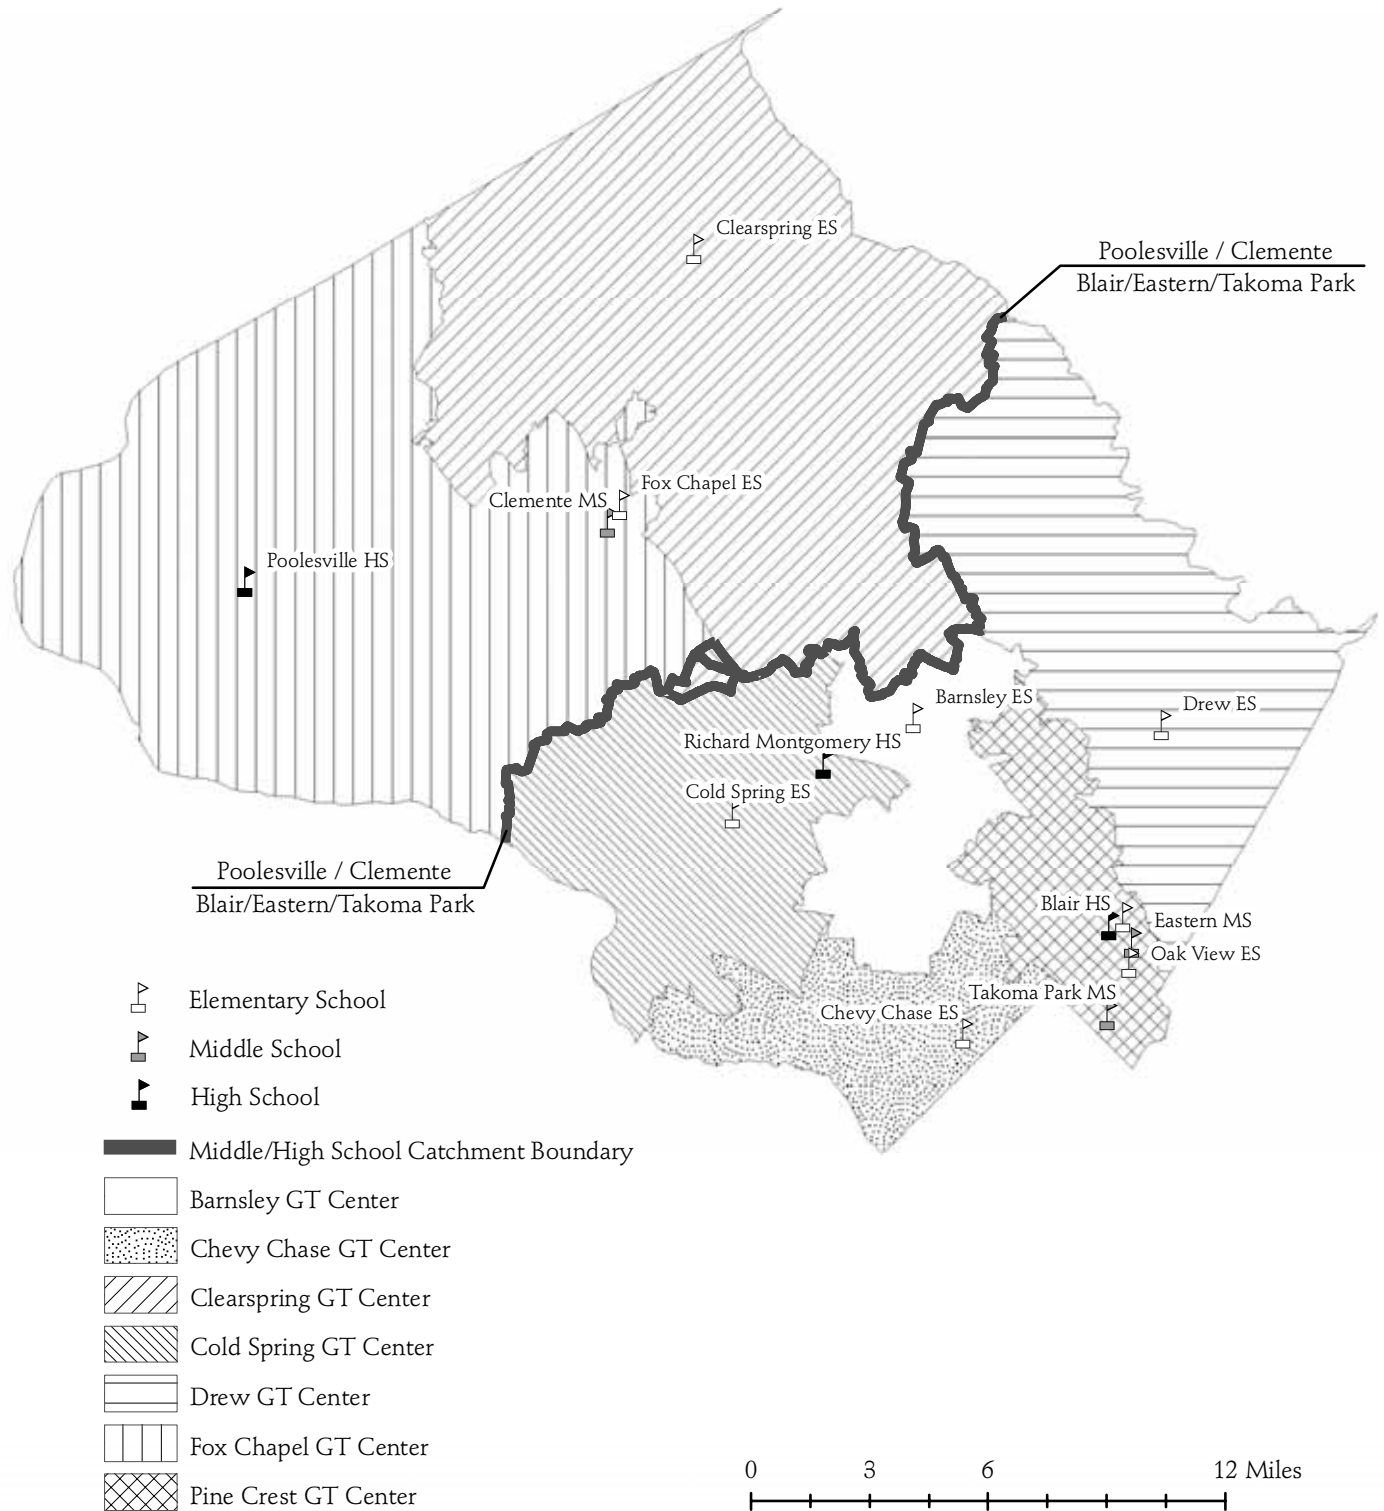 Clearspring ES
Poolesville / Clemente
Blair/Eastern/Takoma Park
Fox Chapel ES
Clemente MS
Poolesville HS
Barnsley ES
Drew ES
Richard Montgomery HS
Cold Spring ES
Poolesville / Clemente
Blair/Eastern/Takoma Park
Blair HS
Eastern MS
Oak View ES
Takoma Park MS
Chevy Chase ES
Elementary School
Middle School
High School
Middle/High School Catchment Boundary
Barnsley GT Center
Chevy Chase GT Center
Clearspring GT Center
Cold Spring GT Center
Drew GT Center
Fox Chapel GT Center
Pine Crest GT Center
0 3 6 12 Miles